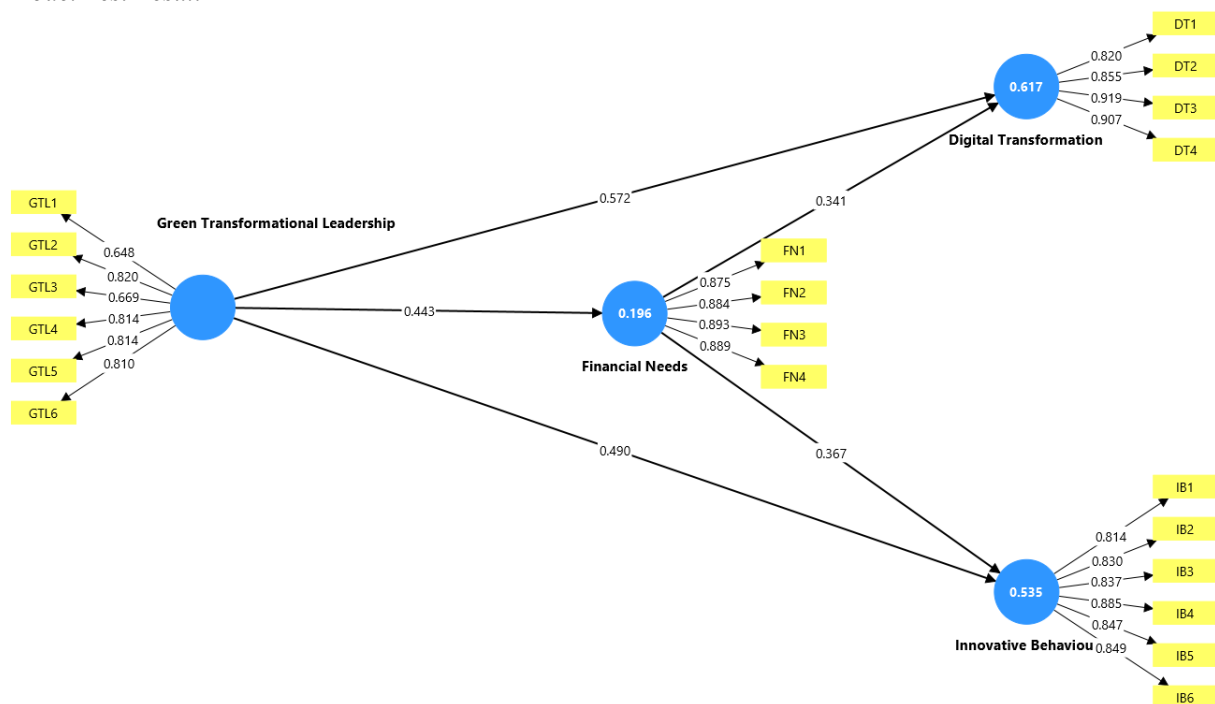 DT1
0.820
DT2
0.855
0.617
0.919
DT3
0.907
Digital Transformation
DT4
GTL1
0.572
0.341
Green Transformational Leadership
GTL2
0.648
FN1
0.820
0.875
GTL3
0.669
FN2
0.884
0.443
0.196
GTL4
0.814
0.893
FN3
0.814
0.889
GTL5
0.810
Financial Needs
FN4
GTL6
0.490
0.367
IB1
0.814
IB2
0.830
IB3
0.837
0.535
0.885
IB4
0.847
Innovative Behaviou
0.849
IB5
IB6